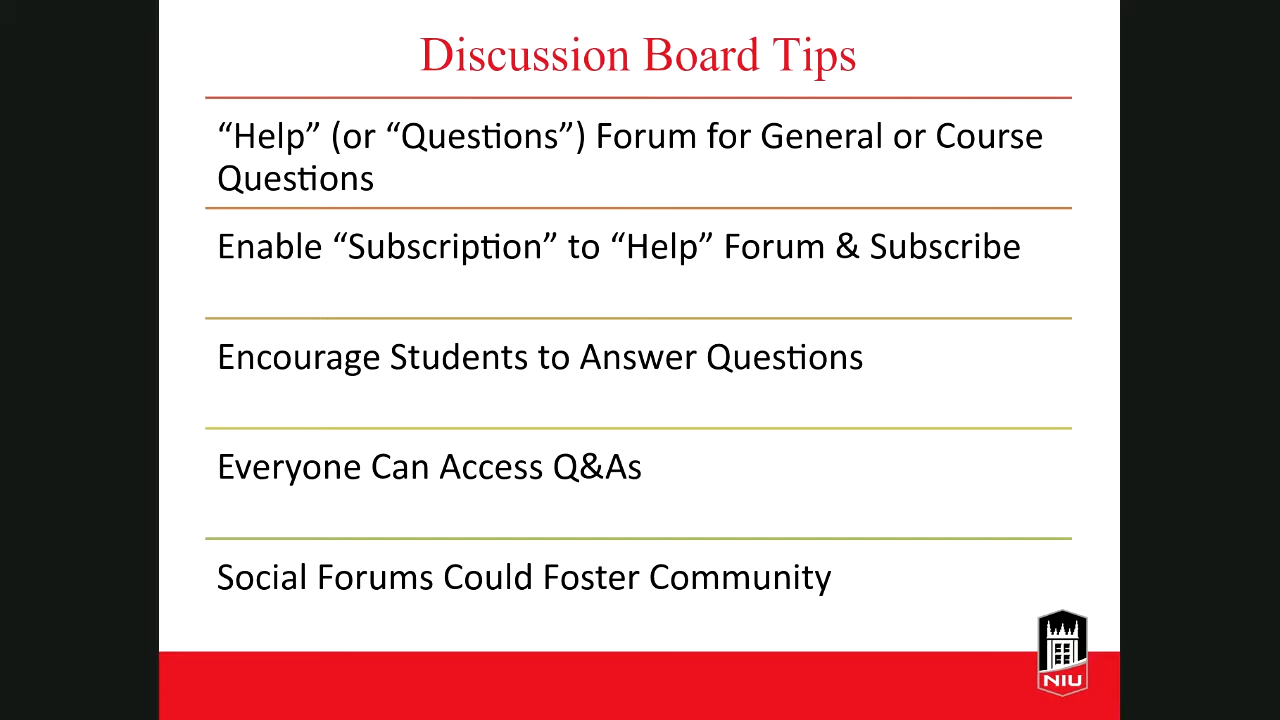 Discussion Board Tips
“Help” (or “Questions”) Forum for General or Course
Questions
Enable “Subscription” to “Help” Forum & Subscribe
Encourage Students to Answer Questions
Everyone Can Access Q&As
Social Forums Could Foster Community
NIU